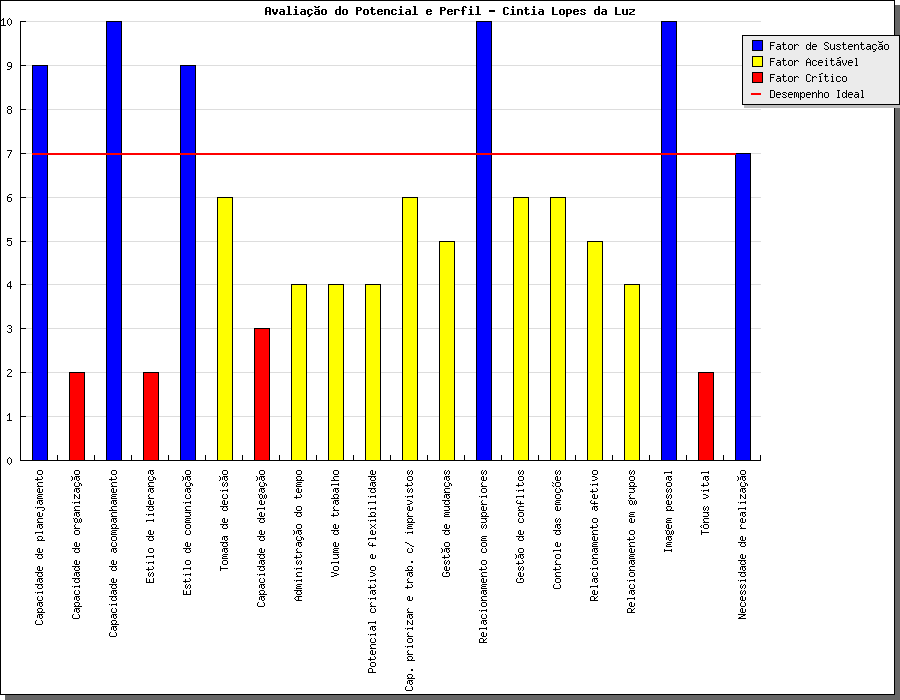 Avaliação do Potencial e Perfil - Cintia Lopes da Luz
Fator de Sustentação
Fator Aceitável
Fator Crítico
Desempenho Ideal
10
9
8
7
6
5
4
3
2
1
0
Capacidade de planejamento
Capacidade de organização
Capacidade de acompanhamento
Estilo de liderança
Estilo de comunicação
Tomada de decisão
Capacidade de delegação
Administração do tempo
Volume de trabalho
Potencial criativo e flexibilidade
Cap. priorizar e trab. c/ imprevistos
Gestão de mudanças
Relacionamento com superiores
Gestão de conflitos
Controle das emoções
Relacionamento afetivo
Relacionamento em grupos
Imagem pessoal
Tônus vital
Necessidade de realização